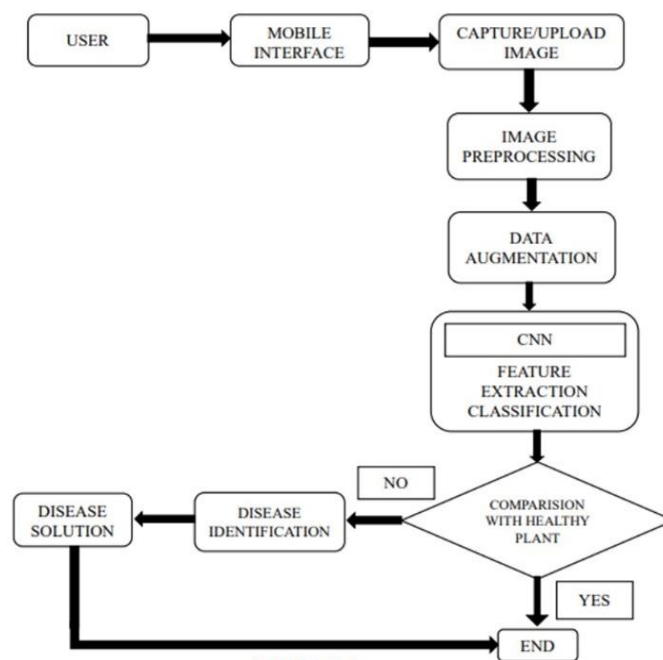 USER
MOBILE
INTERFACE
CAPTURE/UPLOAD
IMAGE
IMAGE
PREPROCESSING
DATA
AUGMENTATION
CNN
FEATURE
EXTRACTION
CLASSIFICATION
COMPARISION
WITH HEALTHY
PLANT
NO
DISEASE
IDENTIFICATION
DISEASE
SOLUTION
YES
END